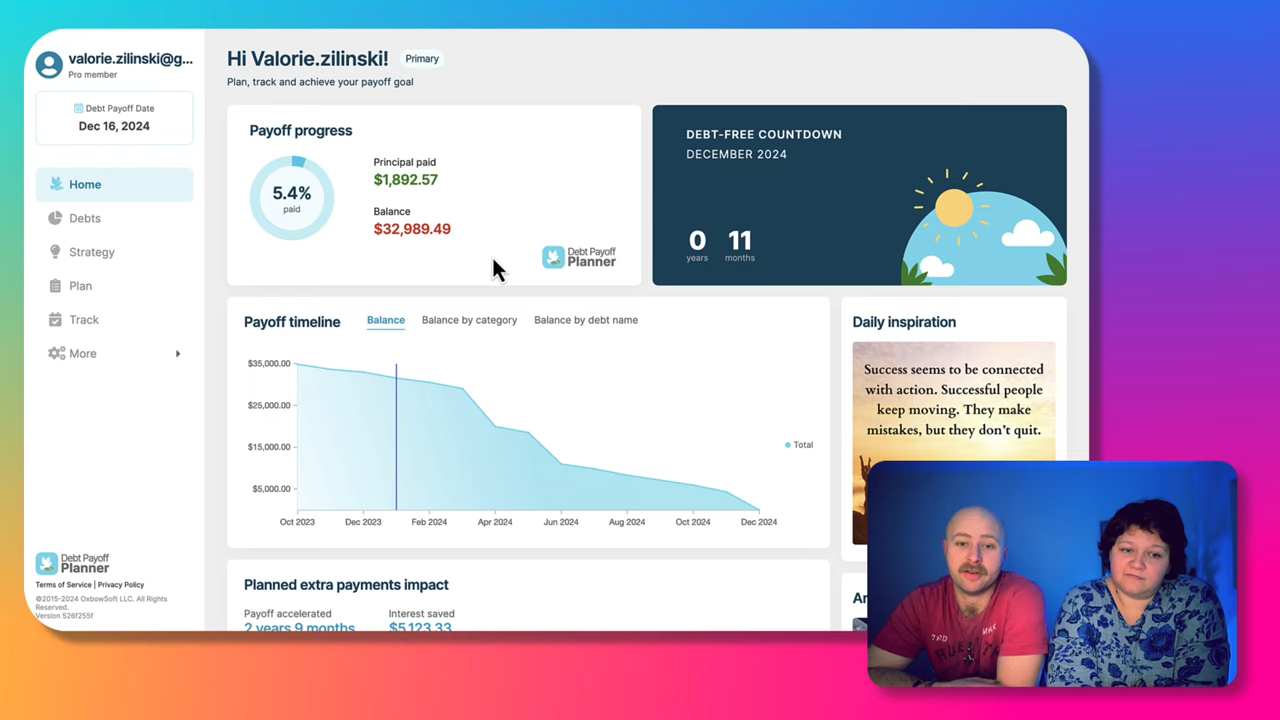 valorie.zilinski@g...
Pro member
Debt Payoff Date
Dec 16, 2024
Home
Debts
Strategy
Plan
Track
More
Debt Payoff
Planner
Terms of Service | Privacy Policy
©2015-2024 OxbowSoft LLC. All Rights
Reserved.
Version 526f255f
Hi Valorie.zilinski!
Primary
Plan, track and achieve your payoff goal
Payoff progress
5.4%
paid
Principal paid
$1,892.57
Balance
$32,989.49
Debt Payoff
Planner
DEBT-FREE COUNTDOWN
DECEMBER 2024
0 11
years months
Payoff timeline
Balance
Balance by category
Balance by debt name
$35,000.00
$25,000.00
$15,000.00
$5,000.00
Oct 2023 Dec 2023 Feb 2024 Apr 2024 Jun 2024 Aug 2024 Oct 2024 Dec 2024
Total
Daily inspiration
Success seems to be connected
with action. Successful people
keep moving. They make
mistakes, but they don't quit.
Planned extra payments impact
Payoff accelerated
2 years 9 months
Interest saved
$5,123.33